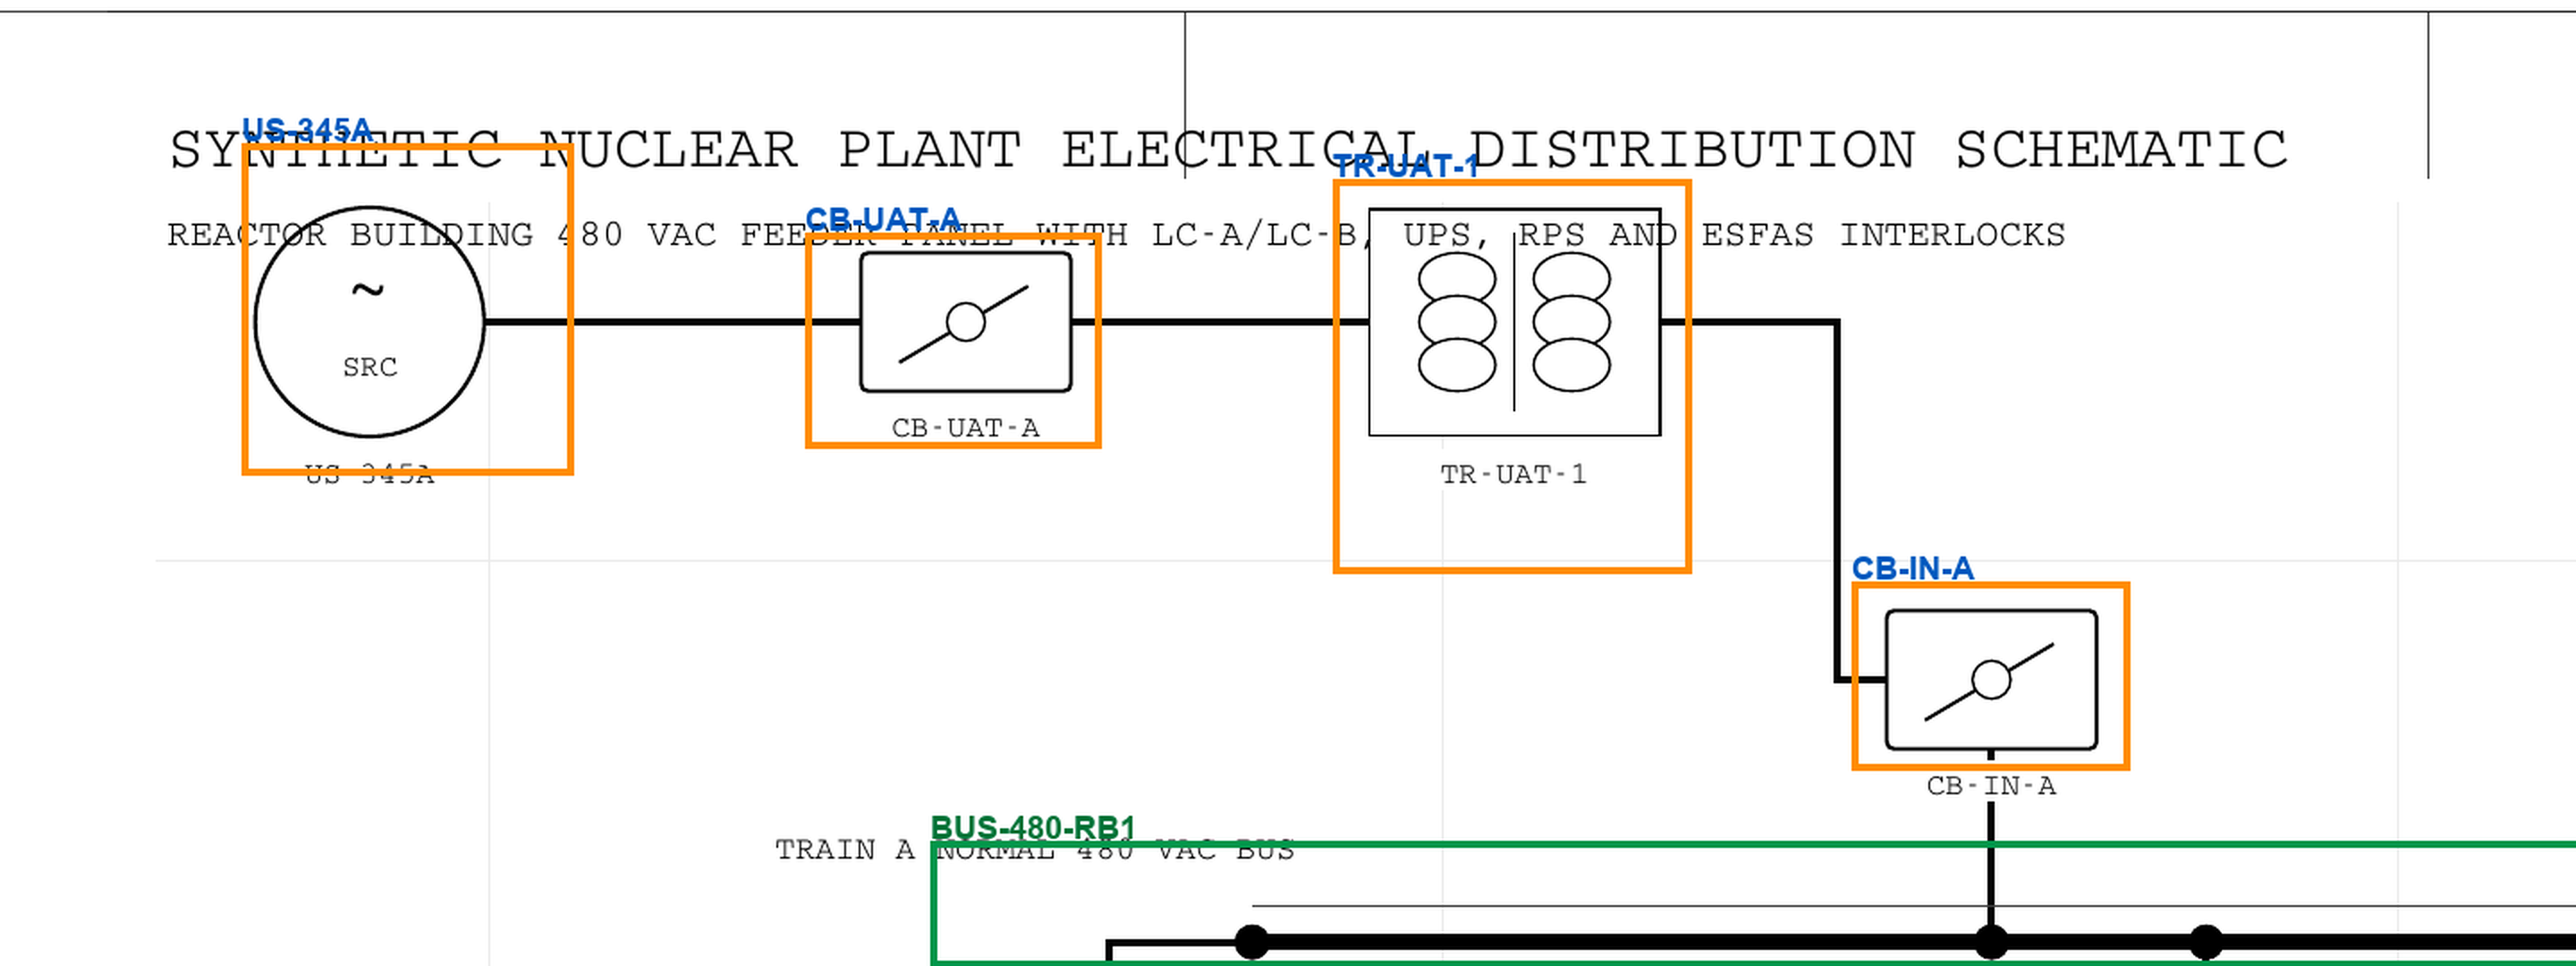 US-345A
SYNTHETIC NUCLEAR PLANT ELECTRICAL DISTRIBUTION SCHEMATIC
TR-UAT-1
CB-UAT-A
REACTOR BUILDING 480 VAC FEEDER PANEL WITH LC-A/LC-B, UPS, RPS AND ESFAS INTERLOCKS
~
SRC
CB-UAT-A
US-345A
TR-UAT-1
CB-IN-A
CB-IN-A
BUS-480-RB1
TRAIN A NORMAL 480 VAC BUS